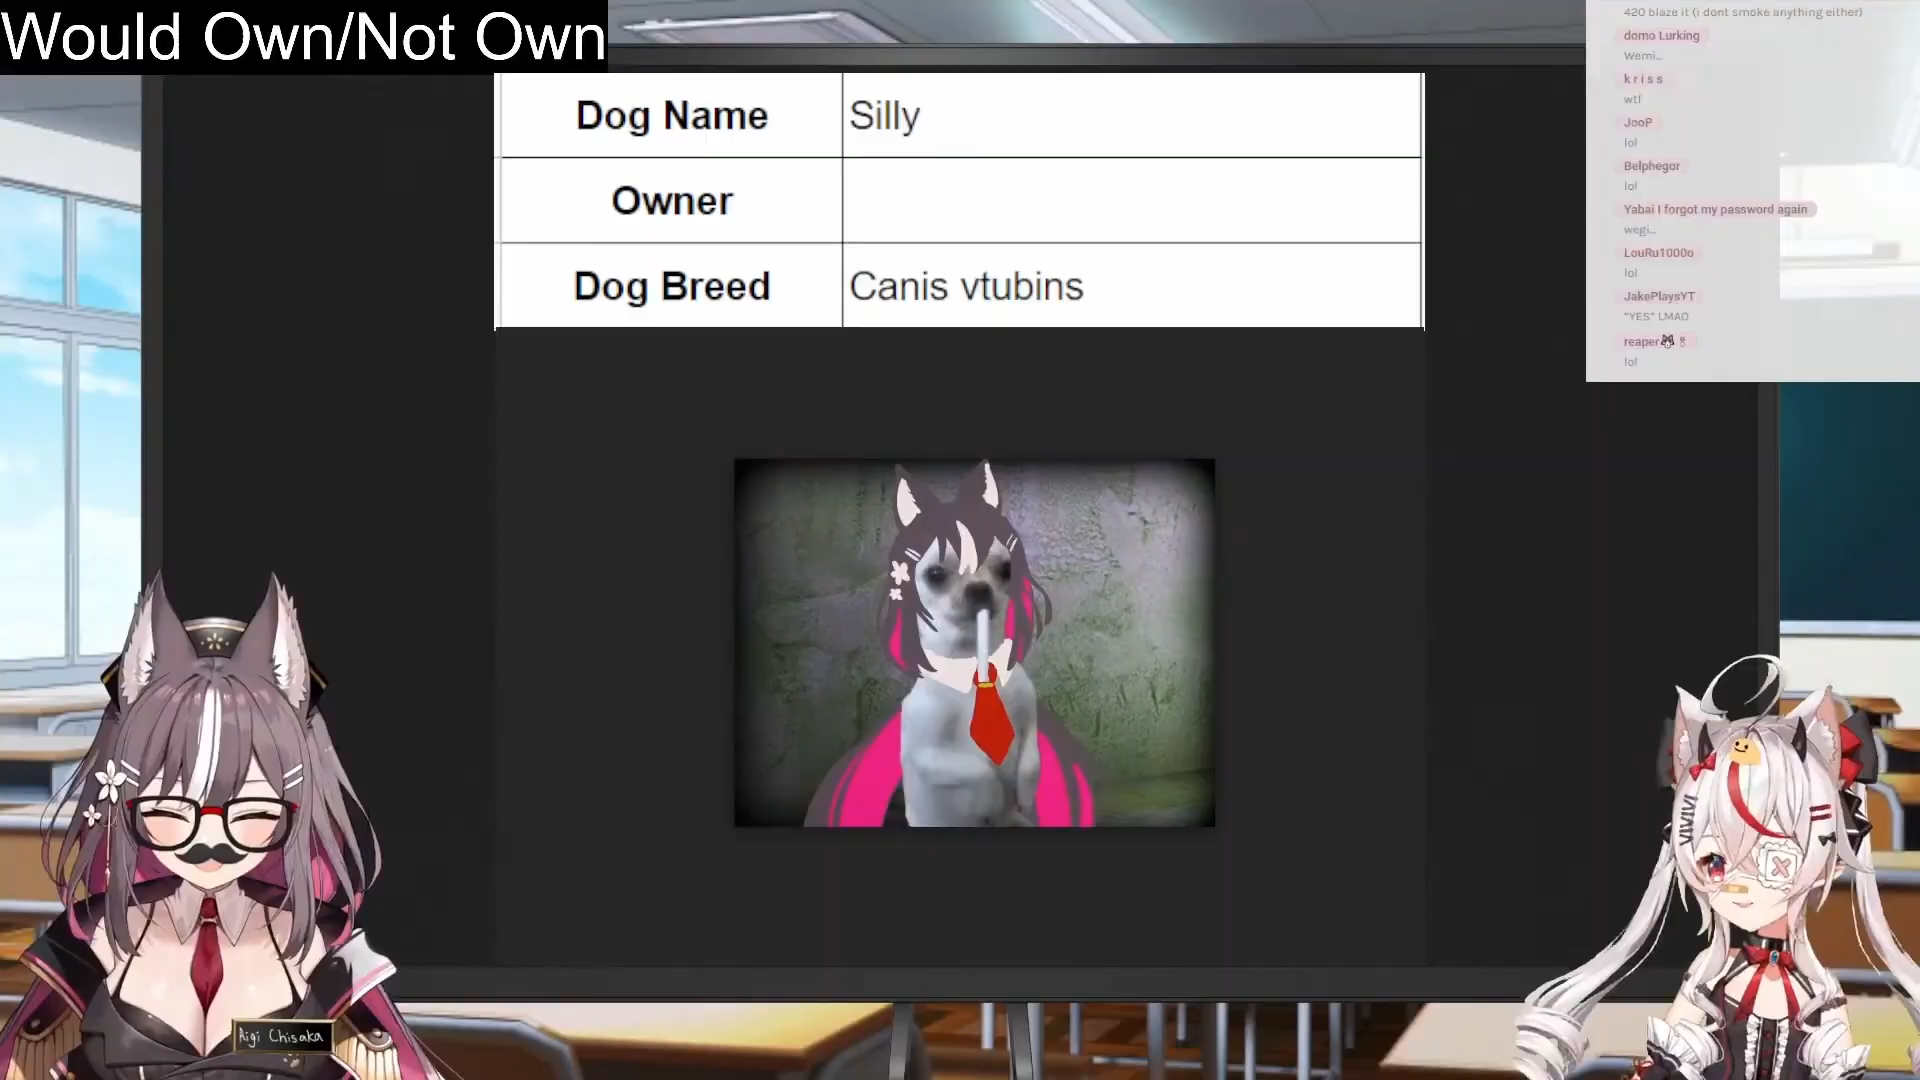 Would Own/Not Own
Dog Name Silly
Owner
Dog Breed Canis vtubins
420 blaze it (i dont smoke anything either)
domo Lurking
Wemi...
k r i s s
wtf
JooP
lol
Belphegor
lol
Yabai I forgot my password again
wegi...
LouRu1000o
lol
JakePlaysYT
"YES" LMAO
reaper
lol
Aigi Chisaka